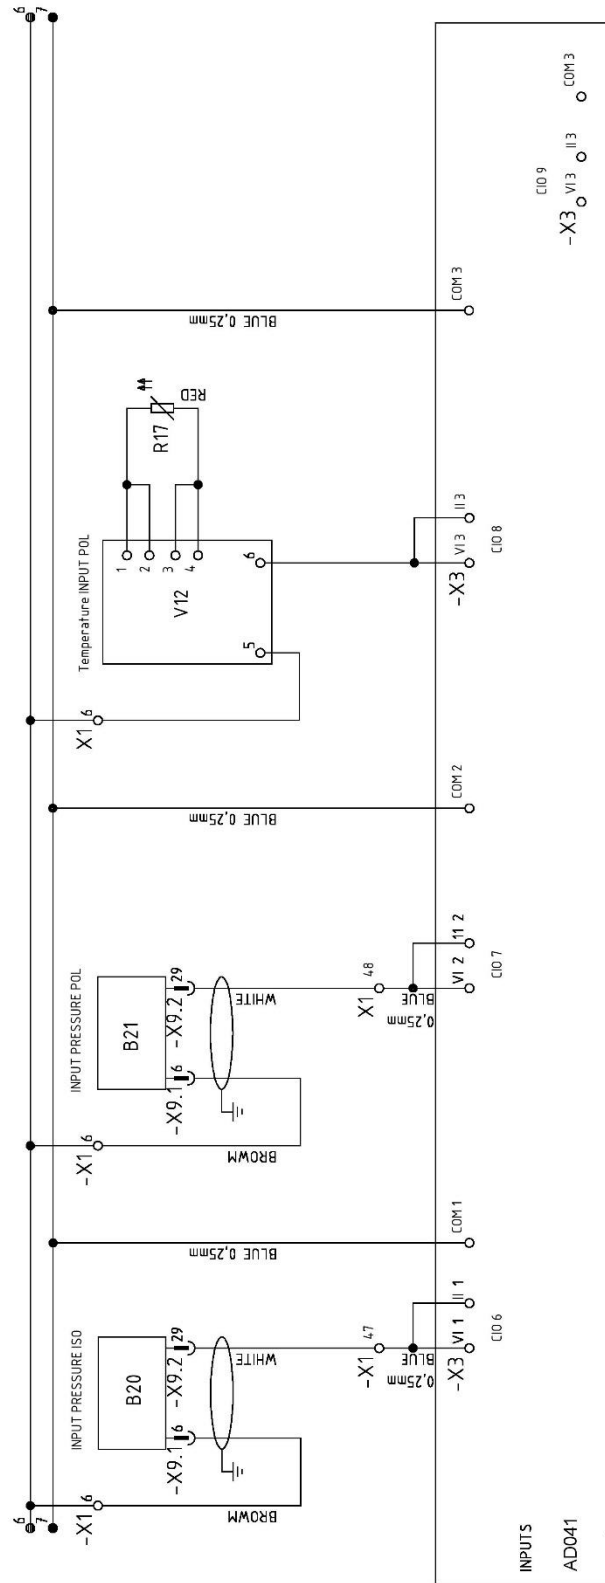 6
7
6
7
-X1 6
BROWM
INPUT PRESSURE ISO
B20
-X9.1 6
-X9.2 29
WHITE
-X1 47
BLUE
0,25mm
-X3 VI 1 II 1
CIO 6
COM 1
BLUE 0,25mm
-X1 6
BROWM
INPUT PRESSURE POL
B21
-X9.1 6
-X9.2 29
WHITE
X1 48
BLUE
0,25mm
VI 2 11 2
CIO 7
COM 2
BLUE 0,25mm
X1 6
Temperature INPUT POL
V12
1
2
3
4
5
6
R17
RED
-X3 VI 3 II 3
CIO 8
COM 3
BLUE 0,25mm
CIO 9
-X3 VI 3 II 3 COM 3
INPUTS
AD041